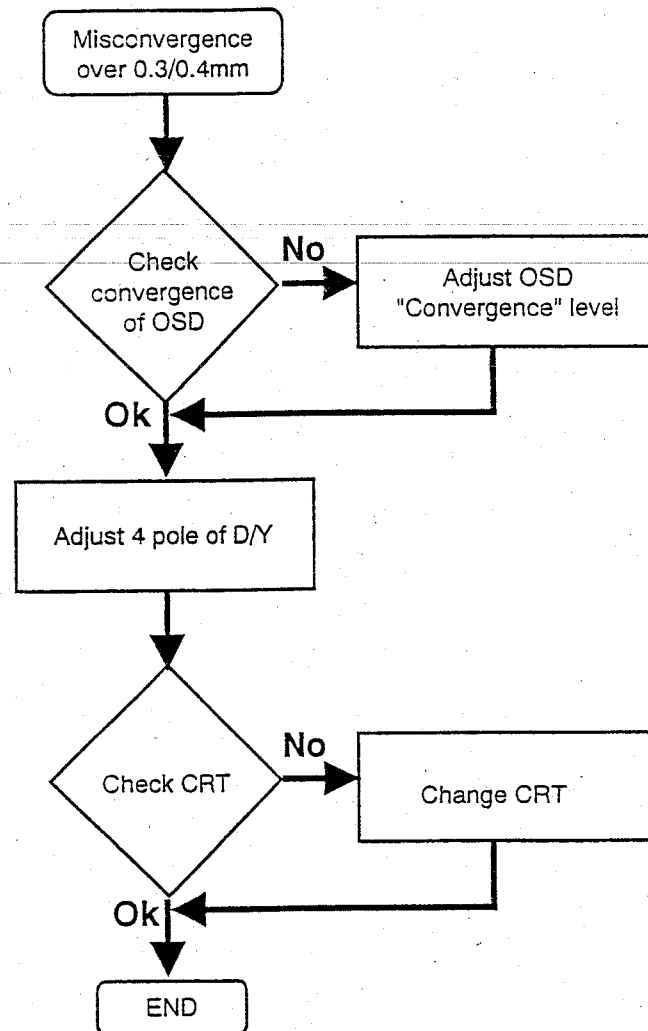 Misconvergence
over 0.3/0.4mm
Check
convergence
of OSD
No
Adjust OSD
"Convergence" level
Ok
Adjust 4 pole of D/Y
Check CRT
No
Change CRT
Ok
END